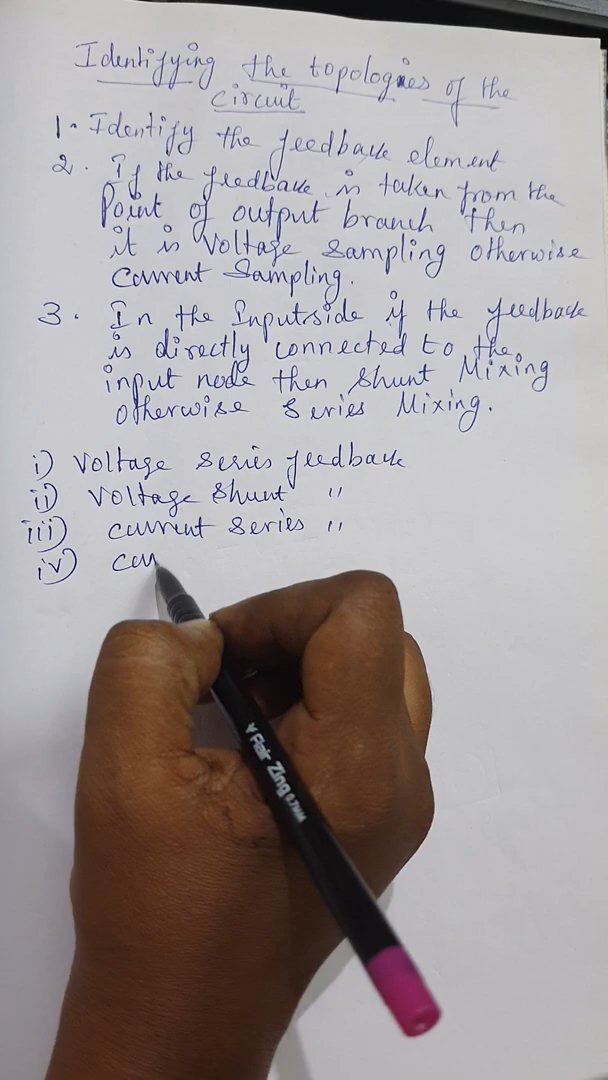 Identifying the topologies of the
circuit
1. Identify the feedback element
2. If the feedback is taken from the
Point of output branch then
it is Voltage Sampling otherwise
Current Sampling.
3. In the Inputside if the feedback
is directly connected to the
input node then Shunt Mixing
otherwise Series Mixing.
i) Voltage series feedback
ii) Voltage Shunt "
iii) current series "
iv) cur
Flair Zing 0.7mm